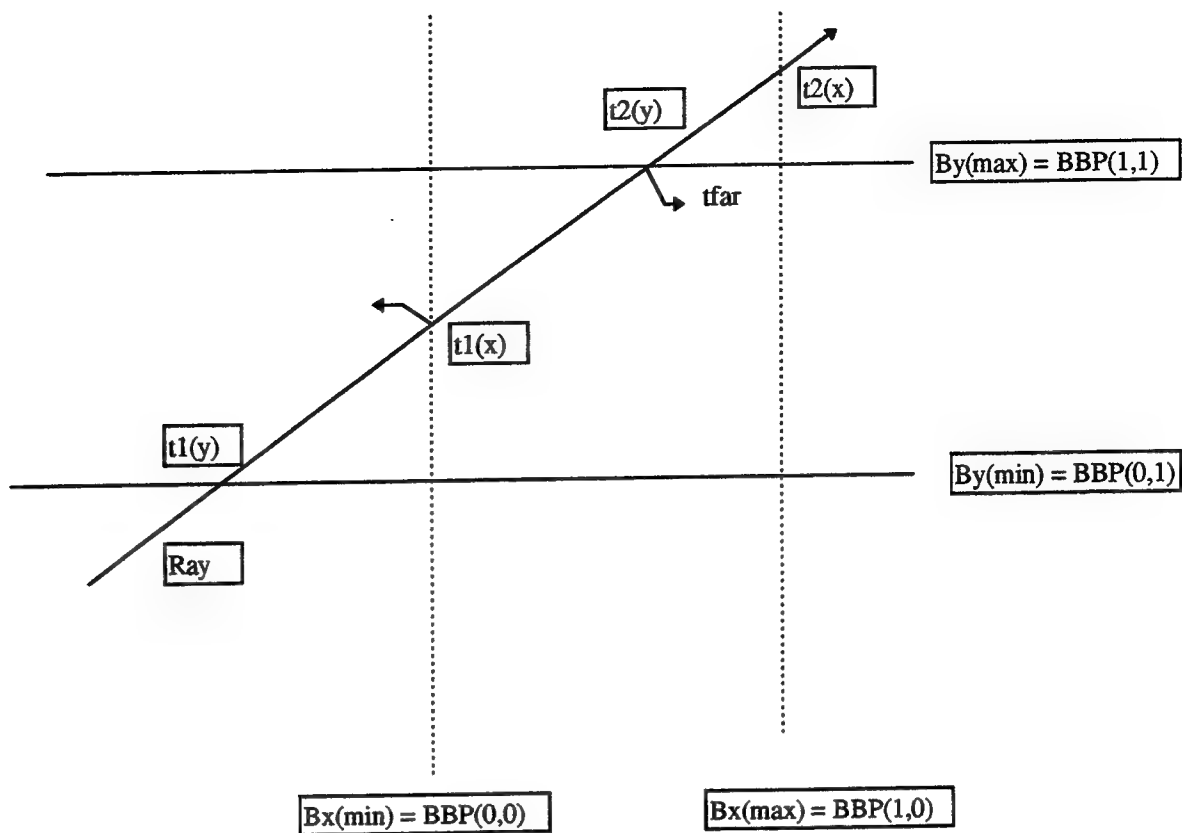 t2(x)
t2(y)
By(max) = BBP(1,1)
tfar
t1(x)
t1(y)
By(min) = BBP(0,1)
Ray
Bx(min) = BBP(0,0)
Bx(max) = BBP(1,0)